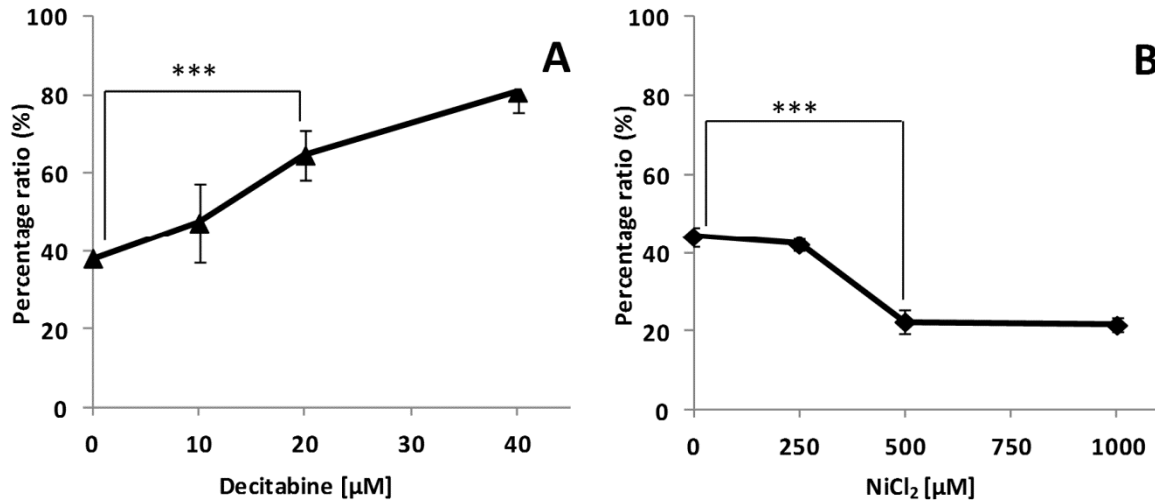 A
Percentage ratio (%)
100
80
60
40
20
0
***
0 10 20 30 40
Decitabine [µM]
B
Percentage ratio (%)
100
80
60
40
20
0
***
0 250 500 750 1000
NiCl₂ [µM]